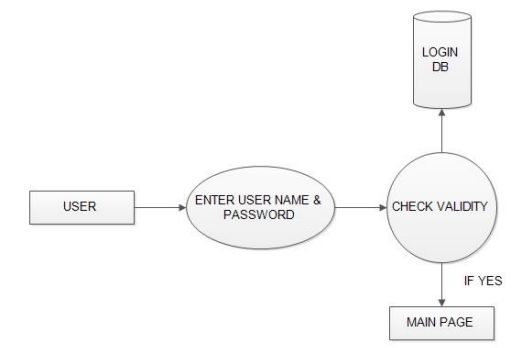 LOGIN
DB
USER
ENTER USER NAME &
PASSWORD
CHECK VALIDITY
IF YES
MAIN PAGE